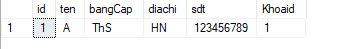 id ten bangCap diachi sdt Khoaid
1 1 A ThS HN 123456789 1